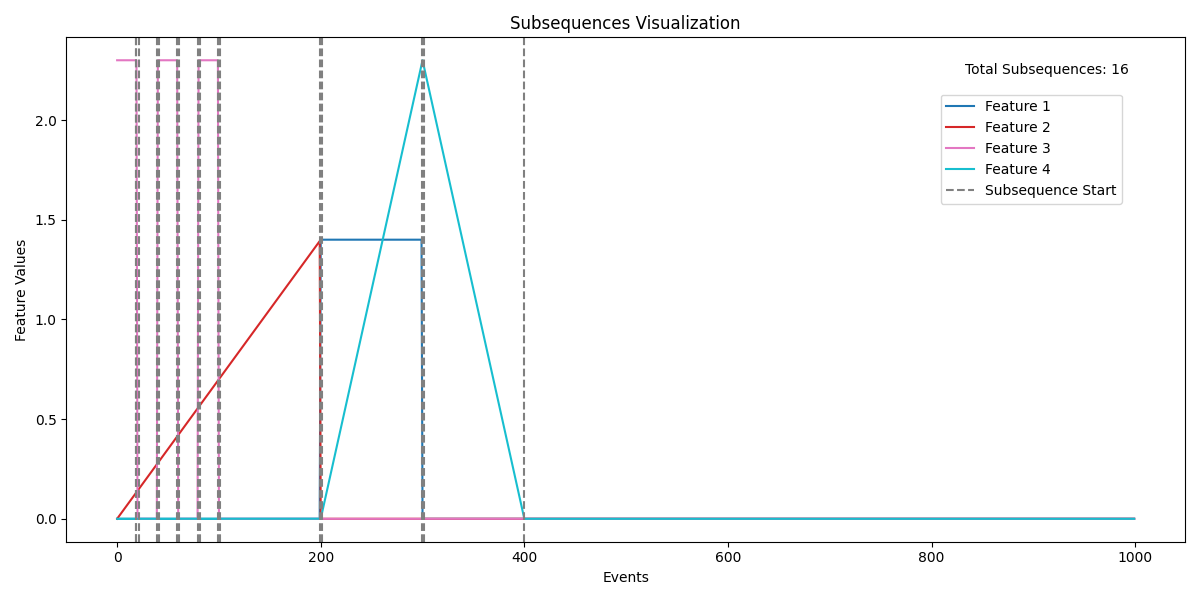 Subsequences Visualization
Total Subsequences: 16
Feature 1
Feature 2
Feature 3
Feature 4
Subsequence Start
Feature Values
2.0
1.5
1.0
0.5
0.0
0 200 400 600 800 1000
Events